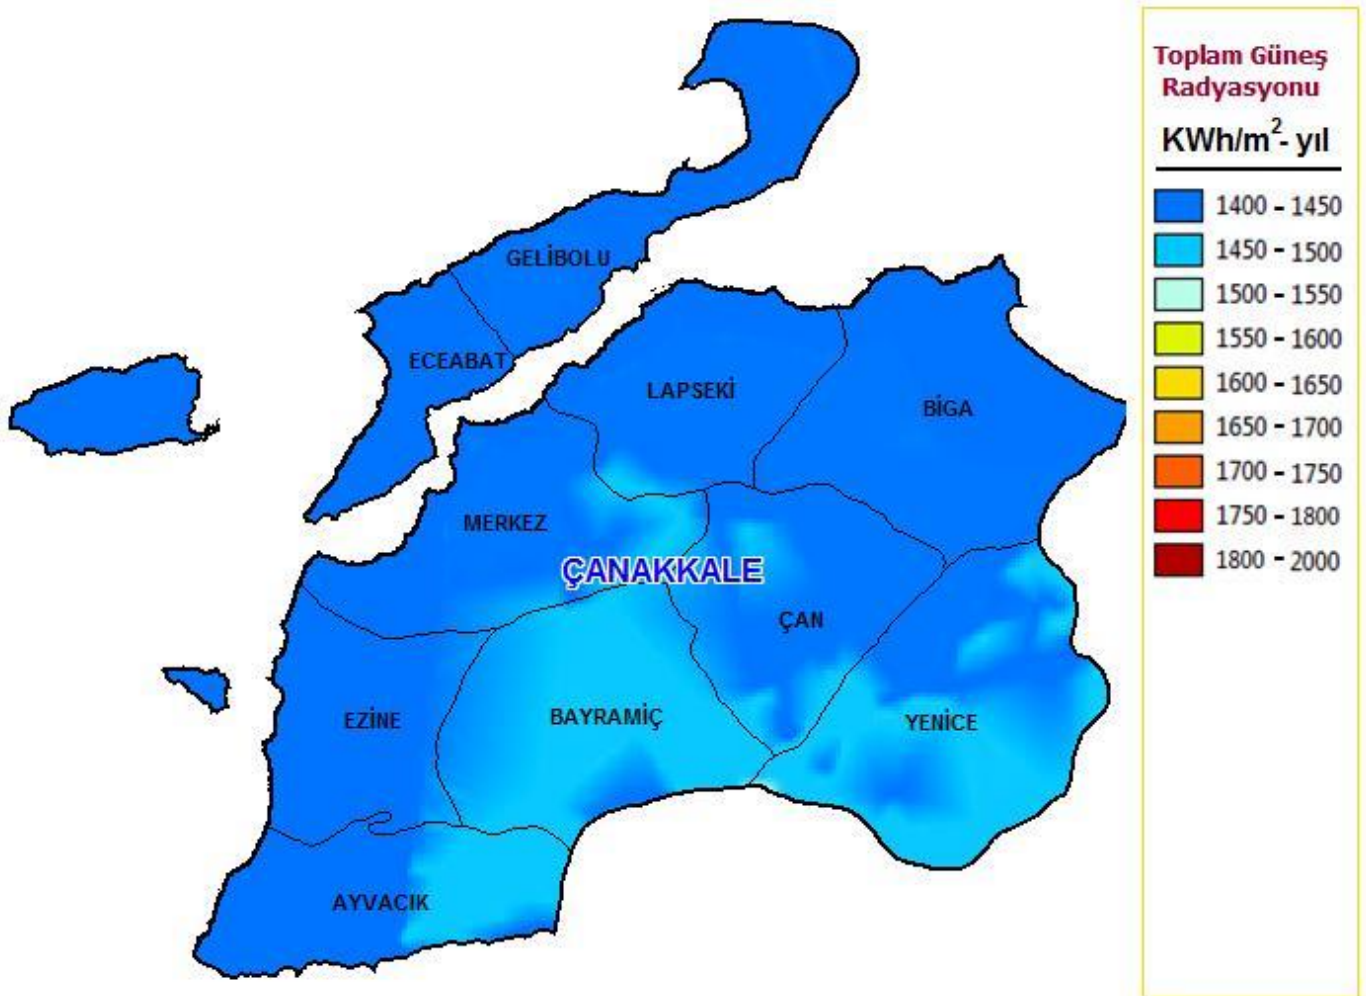 GELİBOLU
ECEABAT
LAPSEKİ
BİGA
MERKEZ
ÇANAKKALE
ÇAN
EZİNE
BAYRAMİÇ
YENİCE
AYVACIK
Toplam Güneş
Radyasyonu
KWh/m²- yıl
1400 - 1450
1450 - 1500
1500 - 1550
1550 - 1600
1600 - 1650
1650 - 1700
1700 - 1750
1750 - 1800
1800 - 2000